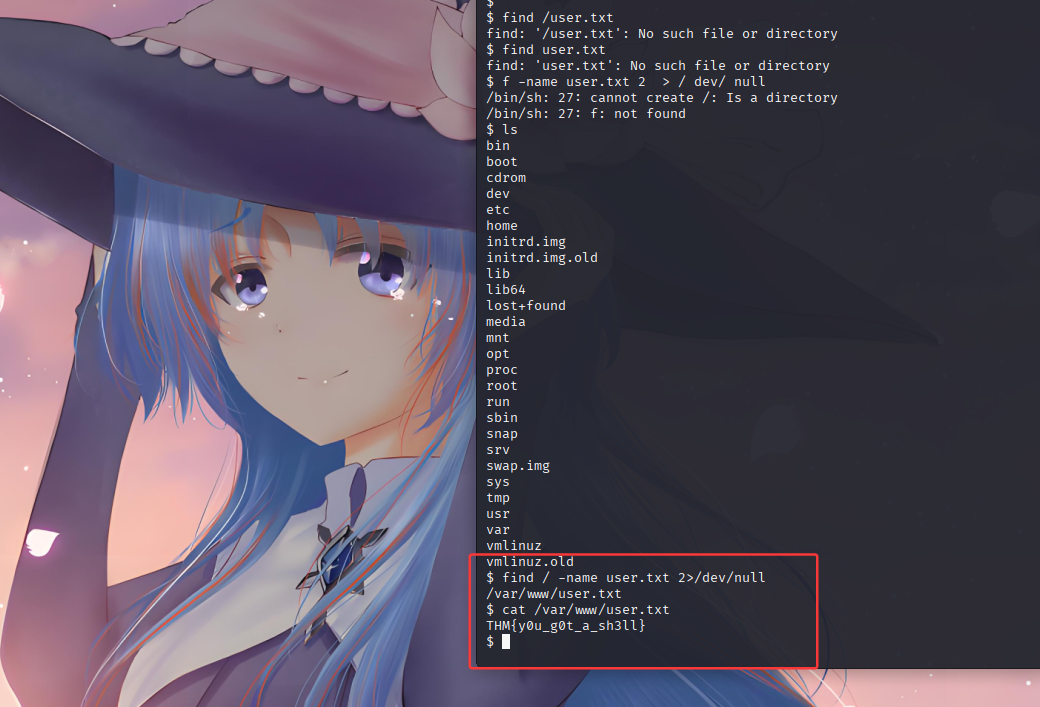 $
$ find /user.txt
find: '/user.txt': No such file or directory
$ find user.txt
find: 'user.txt': No such file or directory
$ f -name user.txt 2  > / dev/ null
/bin/sh: 27: cannot create /: Is a directory
/bin/sh: 27: f: not found
$ ls
bin
boot
cdrom
dev
etc
home
initrd.img
initrd.img.old
lib
lib64
lost+found
media
mnt
opt
proc
root
run
sbin
snap
srv
swap.img
sys
tmp
usr
var
vmlinuz
vmlinuz.old
$ find / -name user.txt 2>/dev/null
/var/www/user.txt
$ cat /var/www/user.txt
THM{y0u_g0t_a_sh3ll}
$